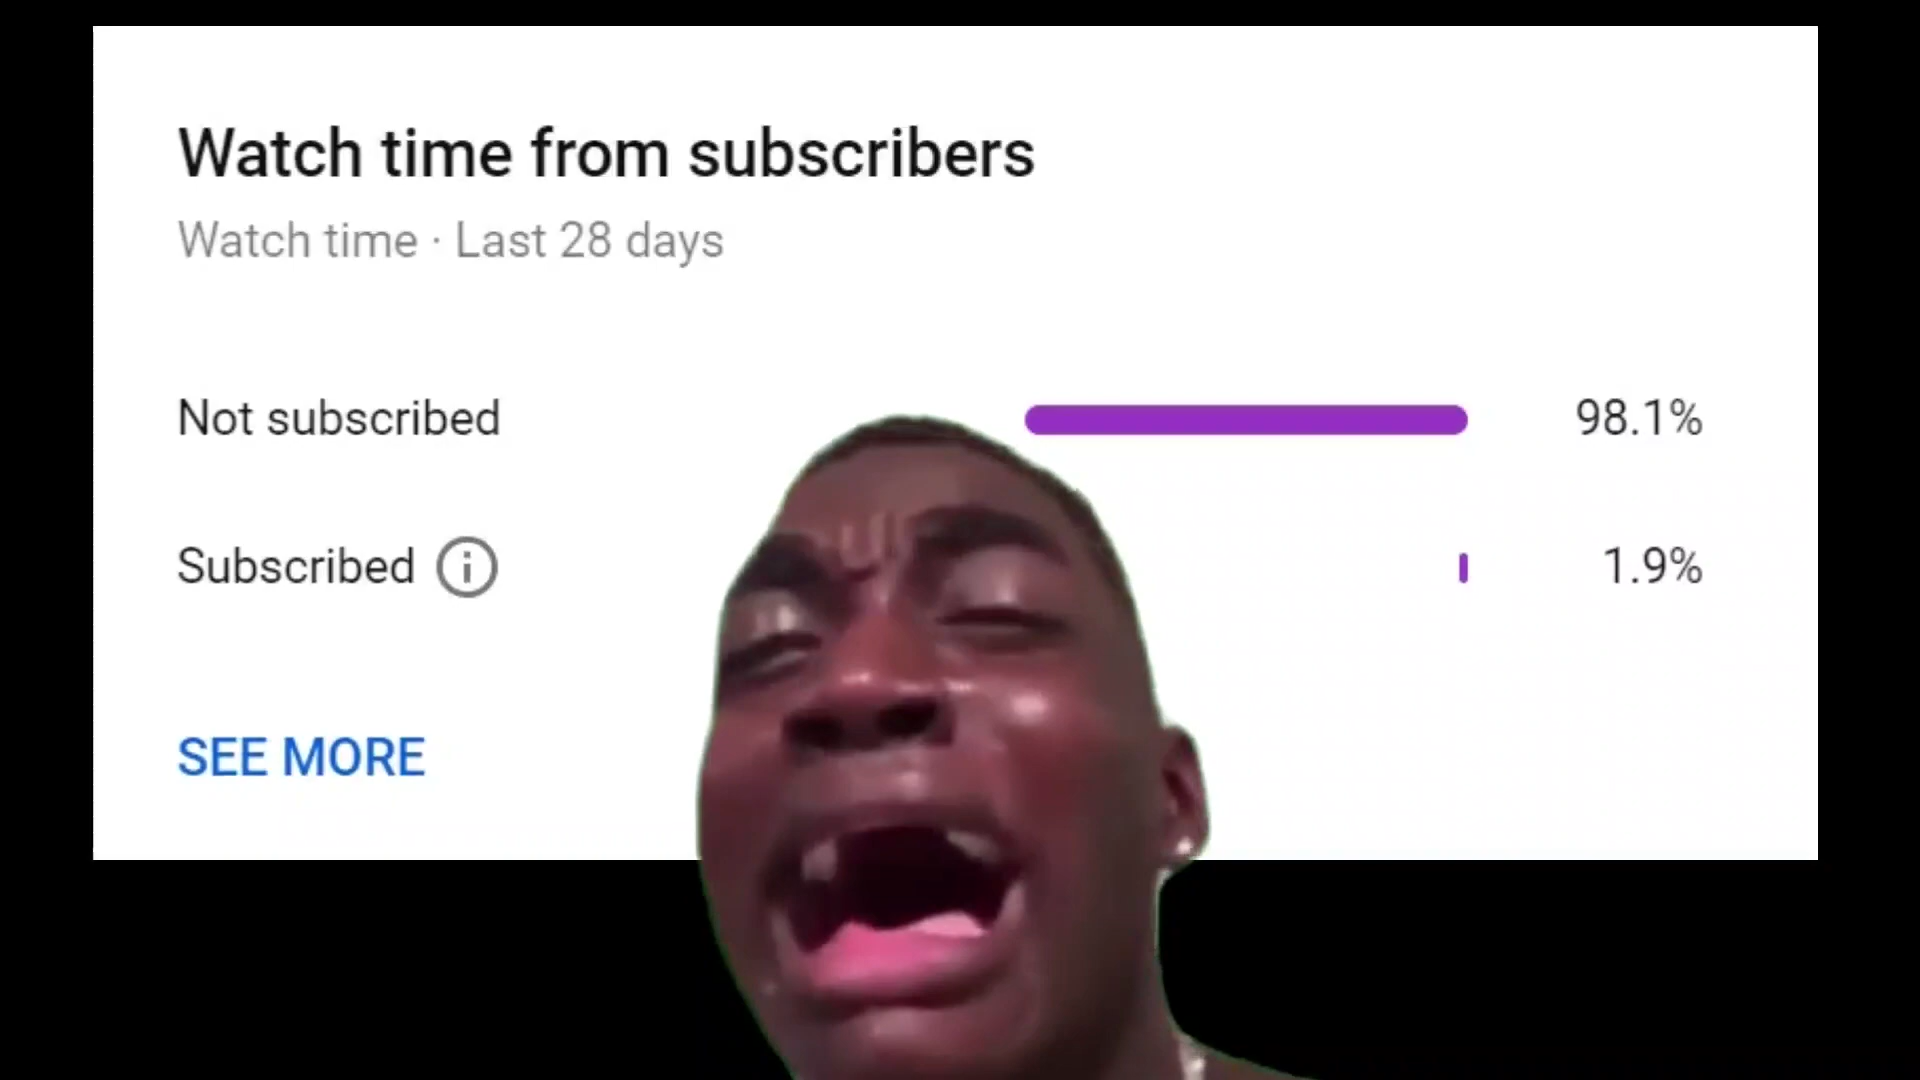 Watch time from subscribers
Watch time · Last 28 days
Not subscribed 98.1%
Subscribed 1.9%
SEE MORE